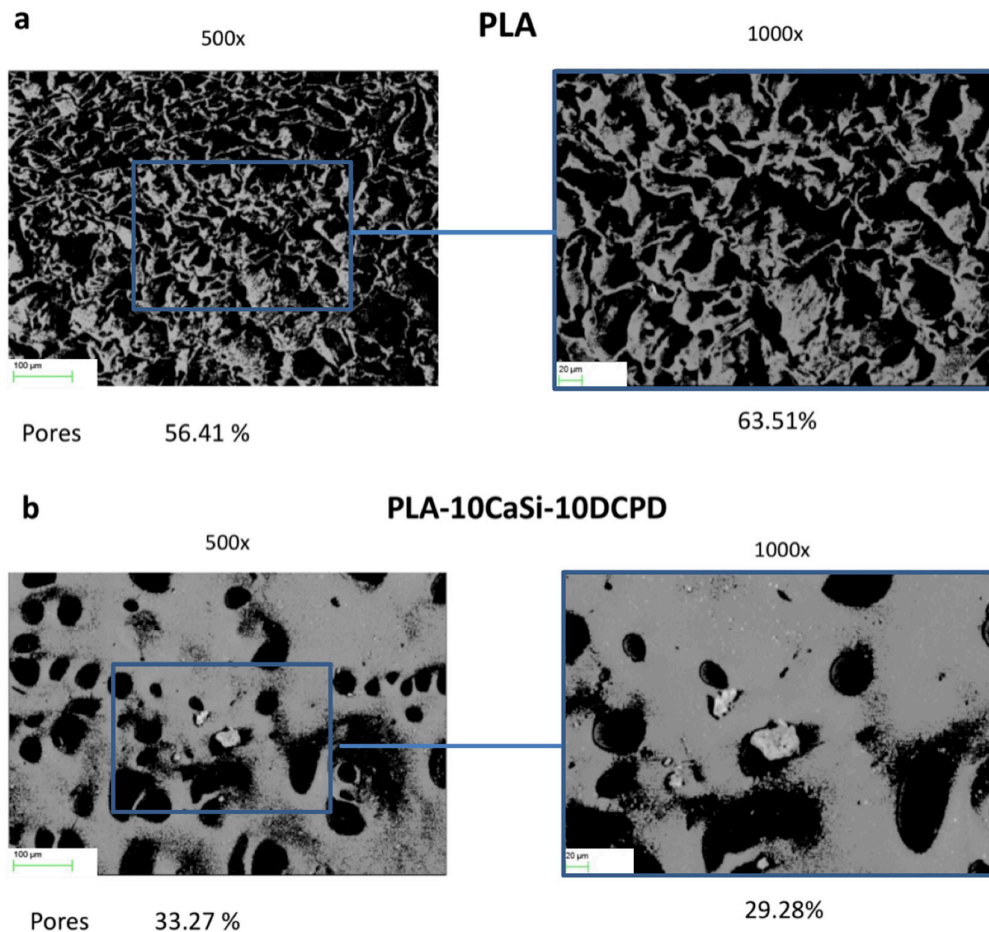 a
PLA
500x
1000x
100 µm
20 µm
Pores 56.41 %
63.51%
b
PLA-10CaSi-10DCPD
500x
1000x
100 µm
20 µm
Pores 33.27 %
29.28%